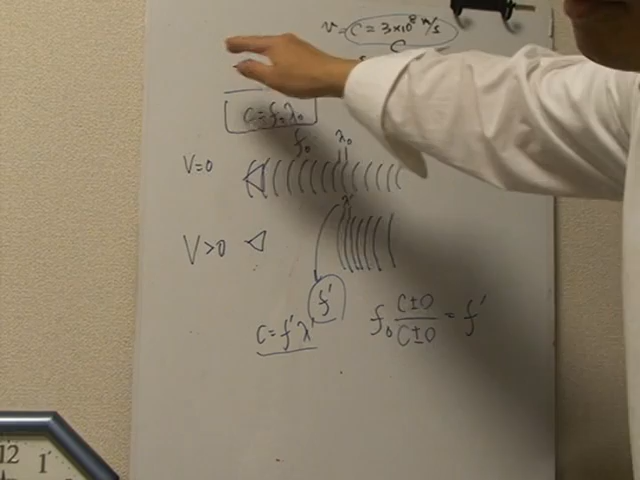 v= c = 3×10⁸ m/s
c
c = f₀λ₀
f₀ λ₀
V=0
λ'
V>0
f'
c = f'λ'
f₀ c±0/c±0 = f'
12 1